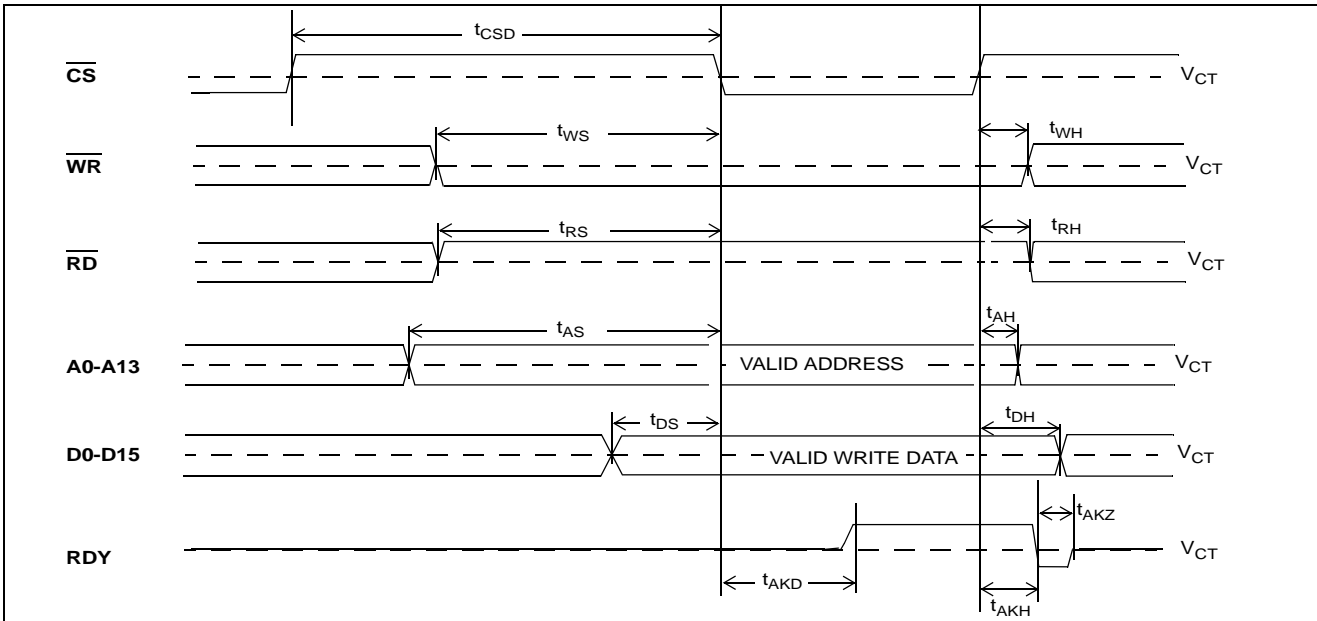 tCSD
CS
VCT
tWS
tWH
WR
VCT
tRS
tRH
RD
VCT
tAS
tAH
A0-A13
VALID ADDRESS
VCT
tDS
tDH
D0-D15
VALID WRITE DATA
VCT
tAKZ
RDY
VCT
tAKD
tAKH